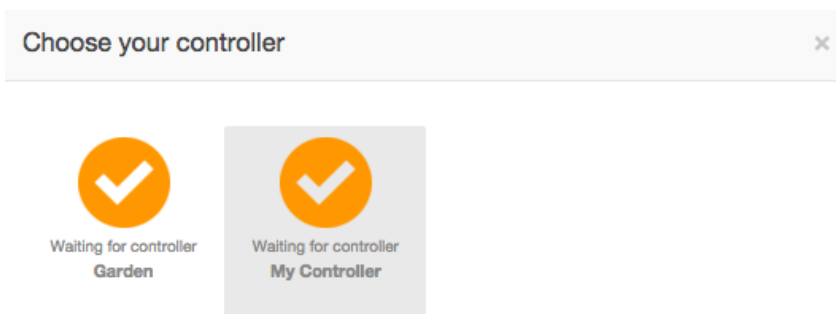 Choose your controller
×
Waiting for controller
Garden
Waiting for controller
My Controller